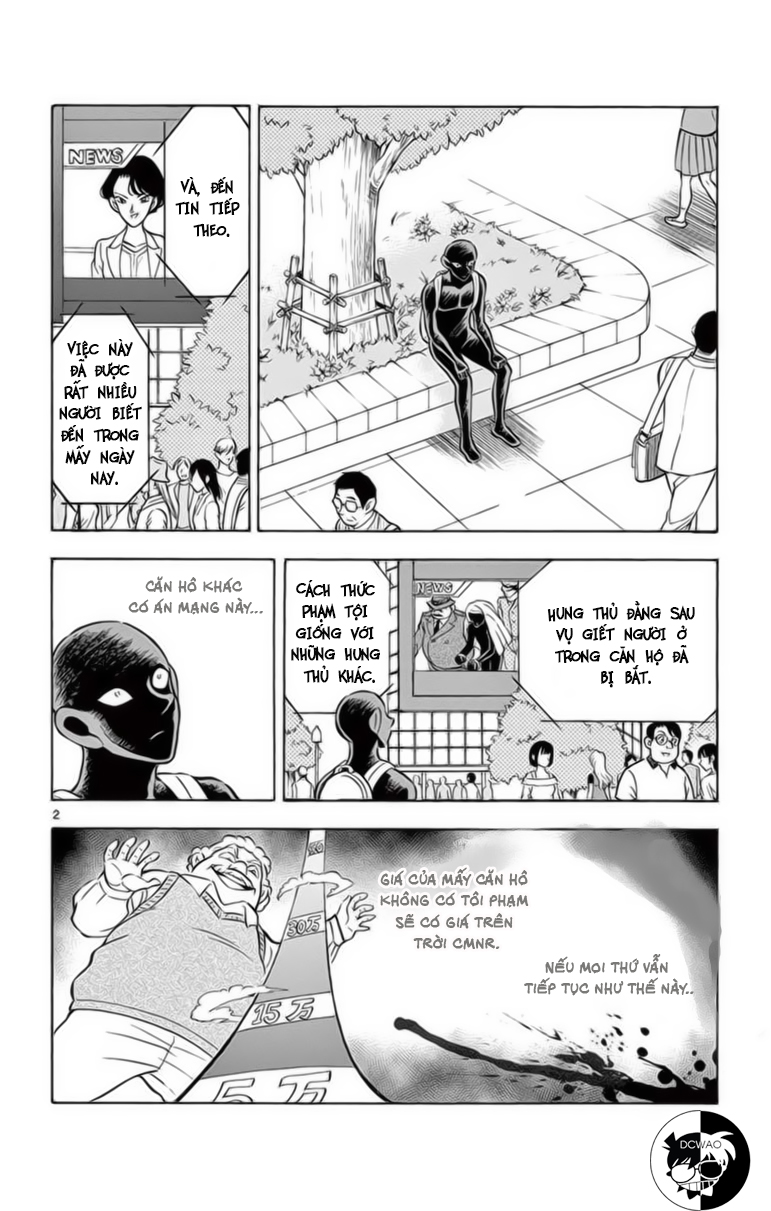 NEWS
VÀ, ĐẾN
TIN TIẾP
THEO.
VIỆC NÀY
ĐÃ ĐƯỢC
RẤT NHIỀU
NGƯỜI BIẾT
ĐẾN TRONG
MẤY NGÀY
NAY.
CĂN HÔ KHÁC
CÓ ÁN MẠNG NÀY...
CÁCH THỨC
PHẠM TỘI
GIỐNG VỚI
NHỮNG HUNG
THỦ KHÁC.
NEWS
HUNG THỦ ĐẰNG SAU
VỤ GIẾT NGƯỜI Ở
TRONG CĂN HỘ ĐÃ
BỊ BẮT.
2
GIÁ CỦA MẤY CĂN HÔ
KHÔNG CÓ TÔI PHẠM
SẼ CÓ GIÁ TRÊN
TRỜI CMNR.
NẾU MOI THỨ VẪN
TIẾP TỤC NHƯ THẾ NÀY..
30万
15万
5万
DCWAO